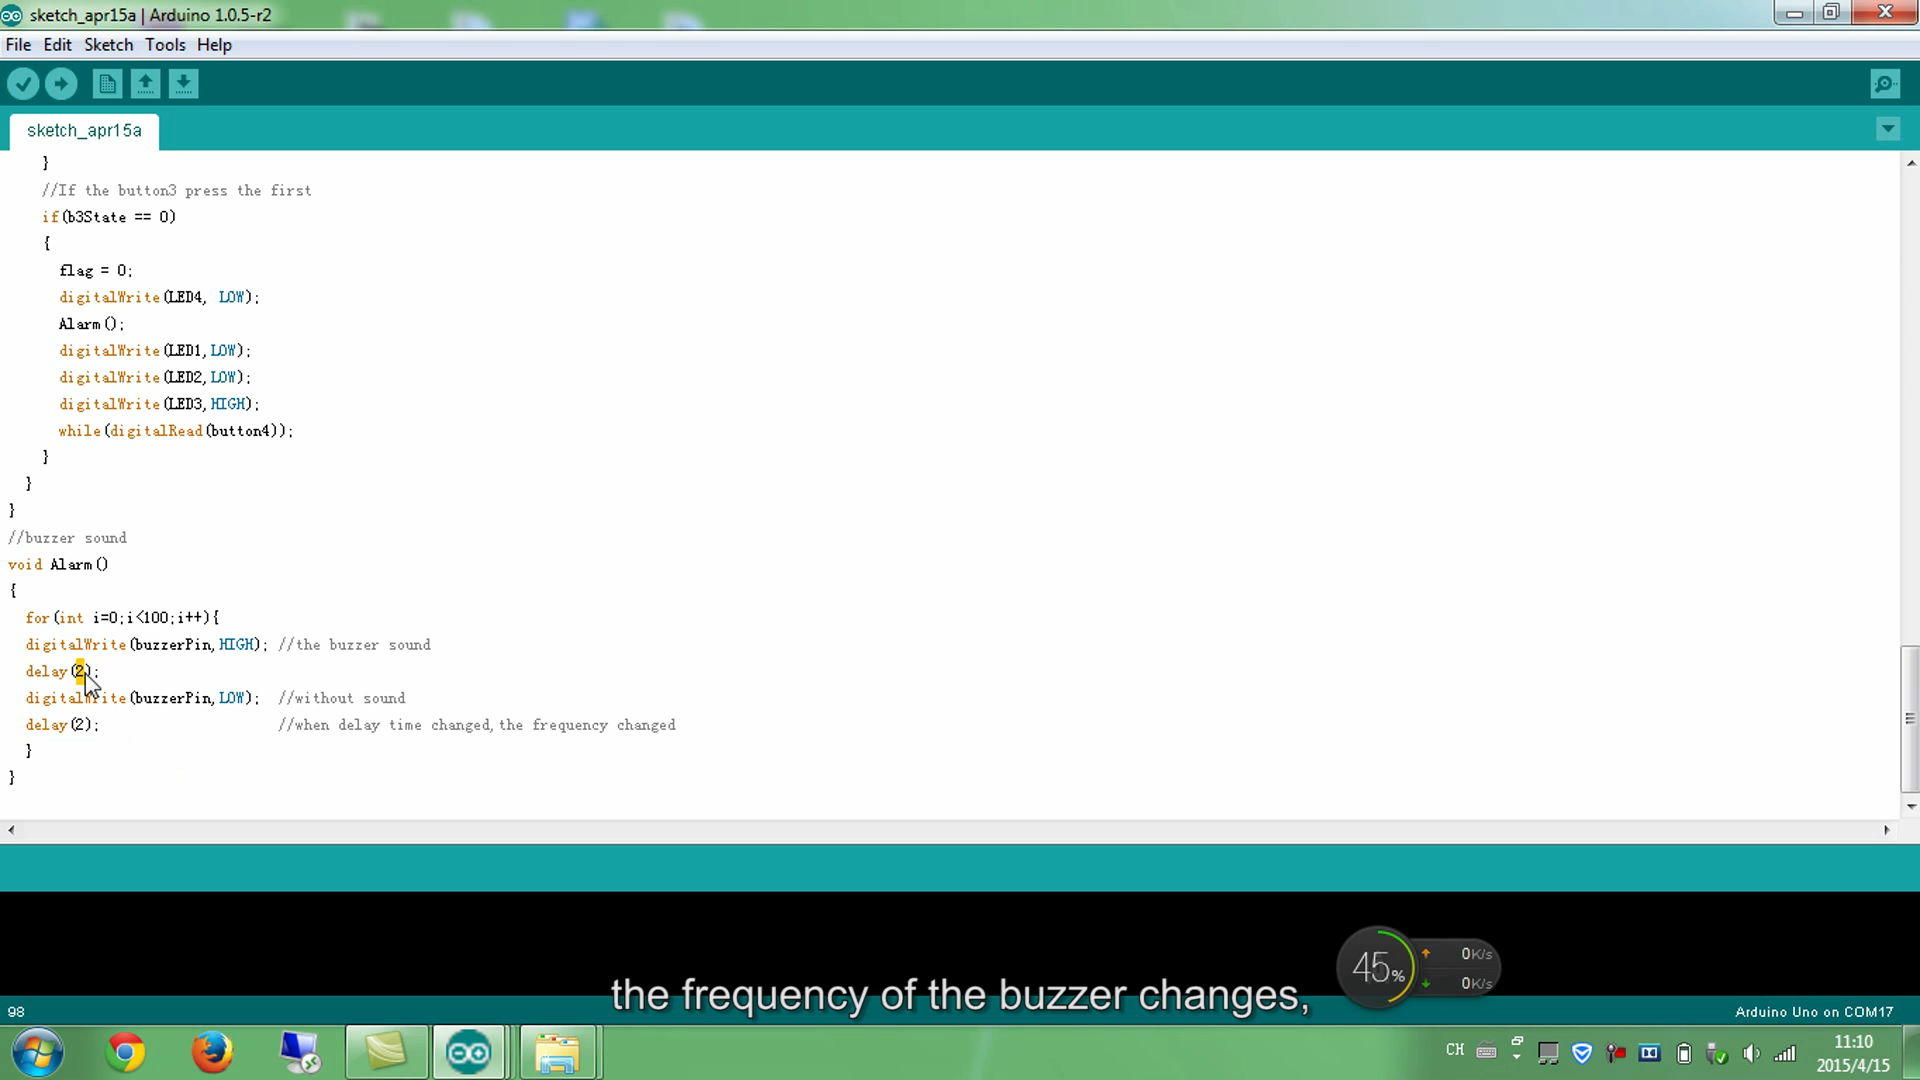 sketch_apr15a | Arduino 1.0.5-r2
File Edit Sketch Tools Help
sketch_apr15a
}
//If the button3 press the first
if(b3State == 0)
{
flag = 0;
digitalWrite(LED4, LOW);
Alarm();
digitalWrite(LED1,LOW);
digitalWrite(LED2,LOW);
digitalWrite(LED3,HIGH);
while(digitalRead(button4));
}
}
}
//buzzer sound
void Alarm()
{
for(int i=0;i<100;i++){
digitalWrite(buzzerPin,HIGH); //the buzzer sound
delay(2);
digitalWrite(buzzerPin,LOW); //without sound
delay(2); //when delay time changed,the frequency changed
}
}
45%
0K/s
0K/s
the frequency of the buzzer changes,
98
Arduino Uno on COM17
CH
11:10
2015/4/15